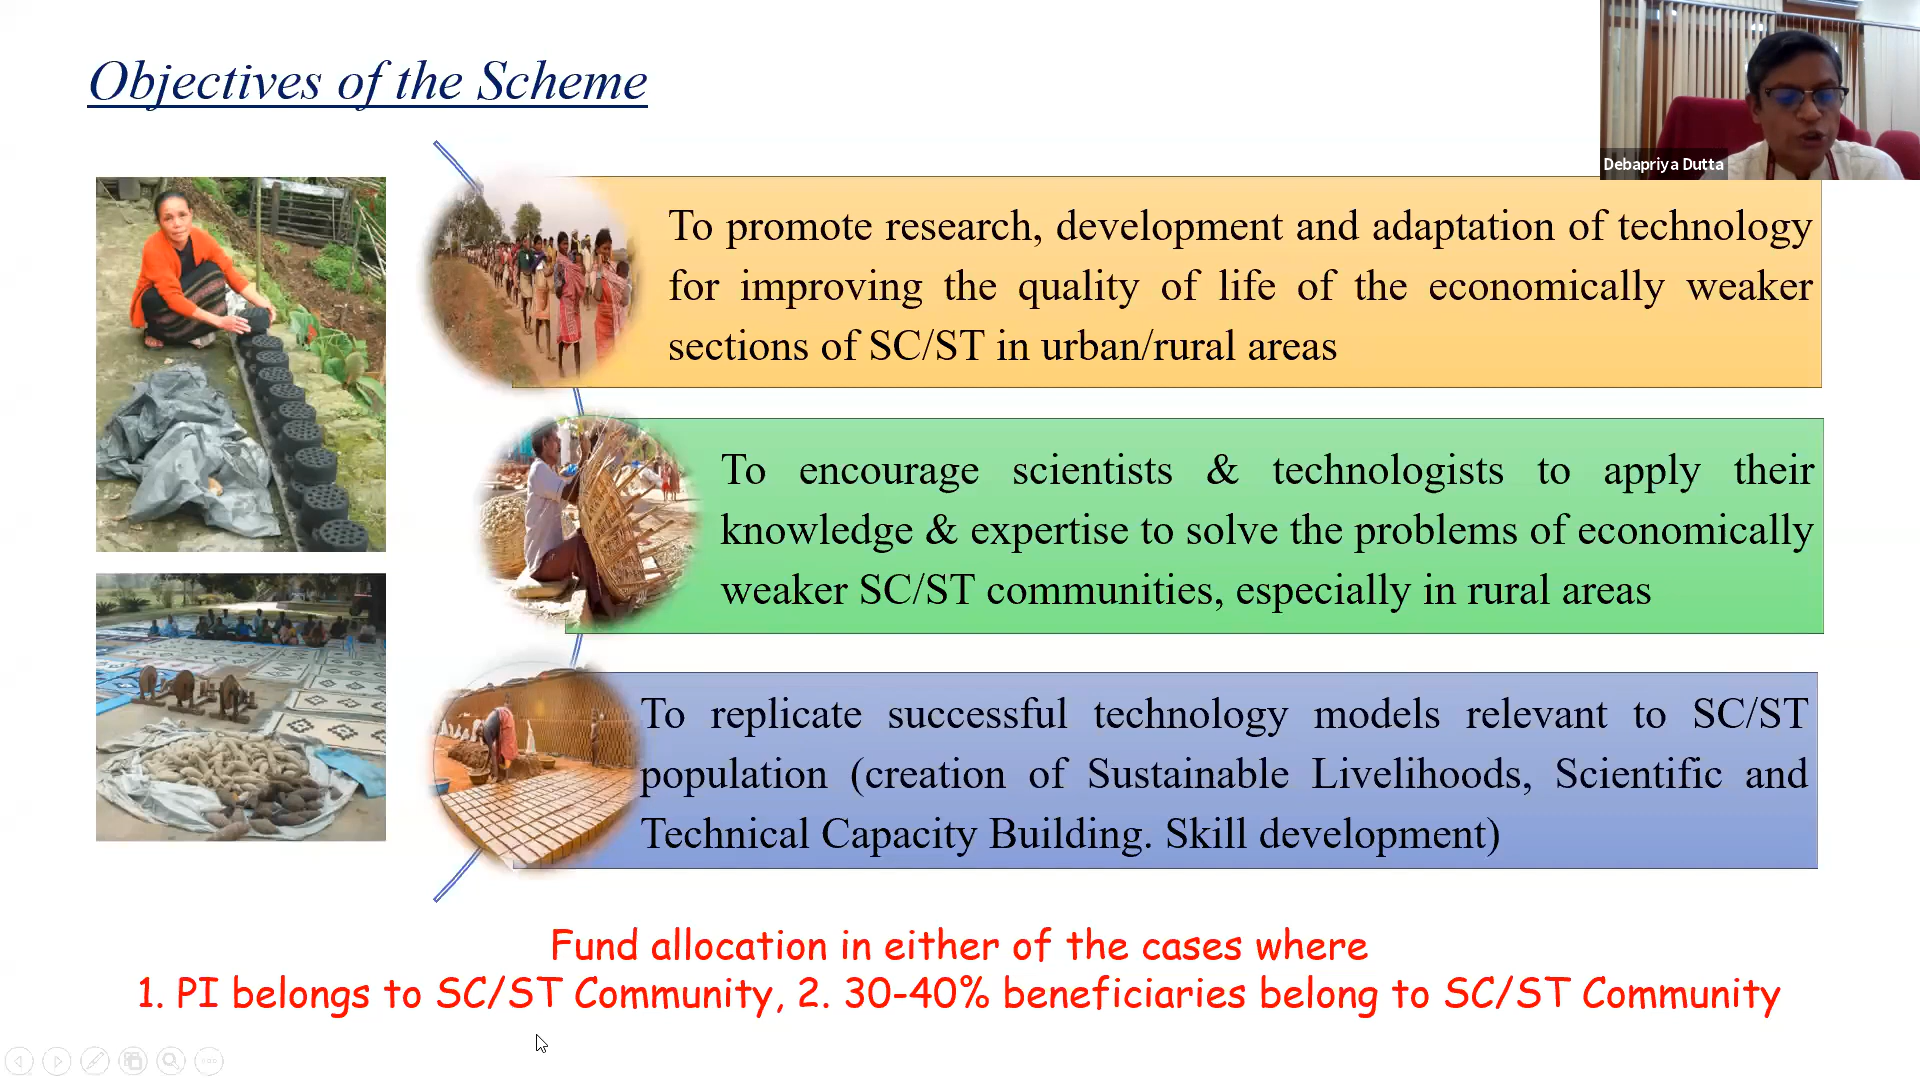 Objectives of the Scheme
Debapriya Dutta
To promote research, development and adaptation of technology
for improving the quality of life of the economically weaker
sections of SC/ST in urban/rural areas
To encourage scientists & technologists to apply their
knowledge & expertise to solve the problems of economically
weaker SC/ST communities, especially in rural areas
To replicate successful technology models relevant to SC/ST
population (creation of Sustainable Livelihoods, Scientific and
Technical Capacity Building. Skill development)
Fund allocation in either of the cases where
1. PI belongs to SC/ST Community, 2. 30-40% beneficiaries belong to SC/ST Community